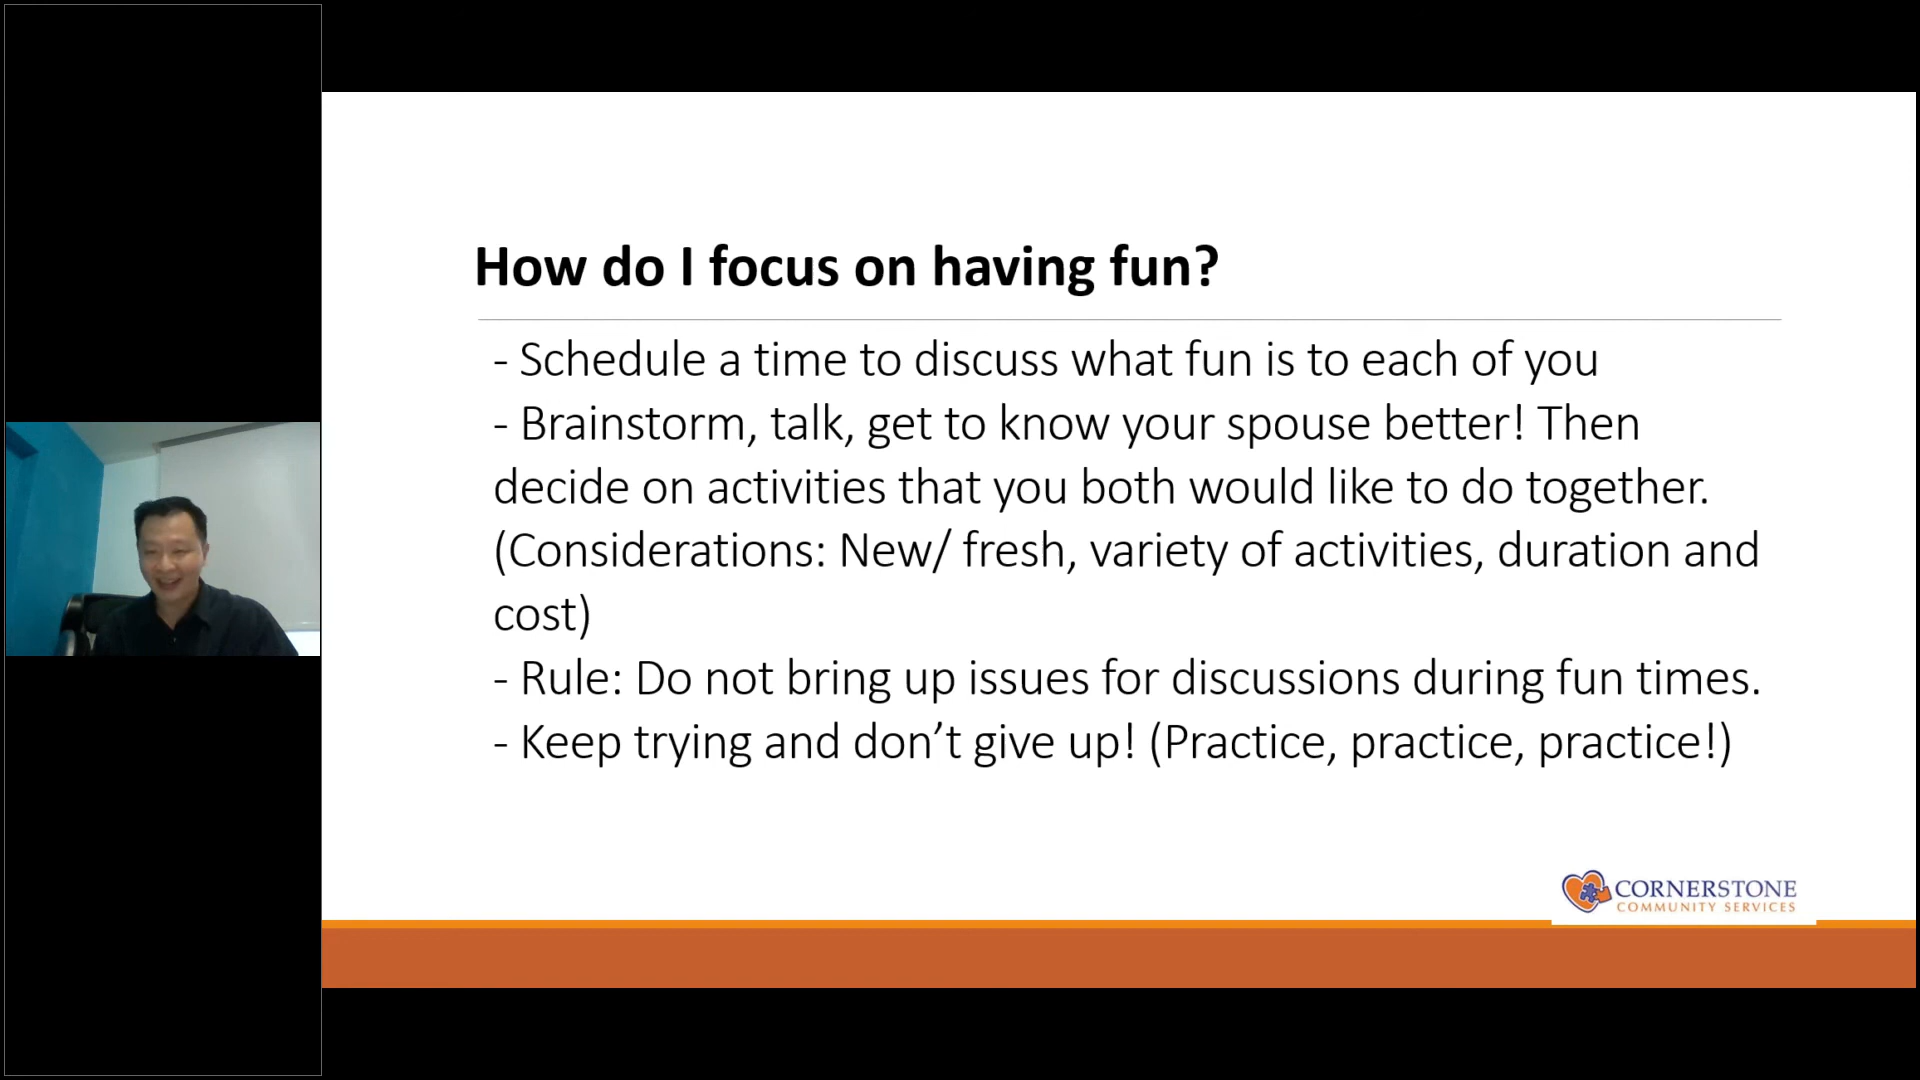 How do I focus on having fun?
- Schedule a time to discuss what fun is to each of you
- Brainstorm, talk, get to know your spouse better! Then
decide on activities that you both would like to do together.
(Considerations: New/ fresh, variety of activities, duration and
cost)
- Rule: Do not bring up issues for discussions during fun times.
- Keep trying and don’t give up! (Practice, practice, practice!)
CORNERSTONE
COMMUNITY SERVICES